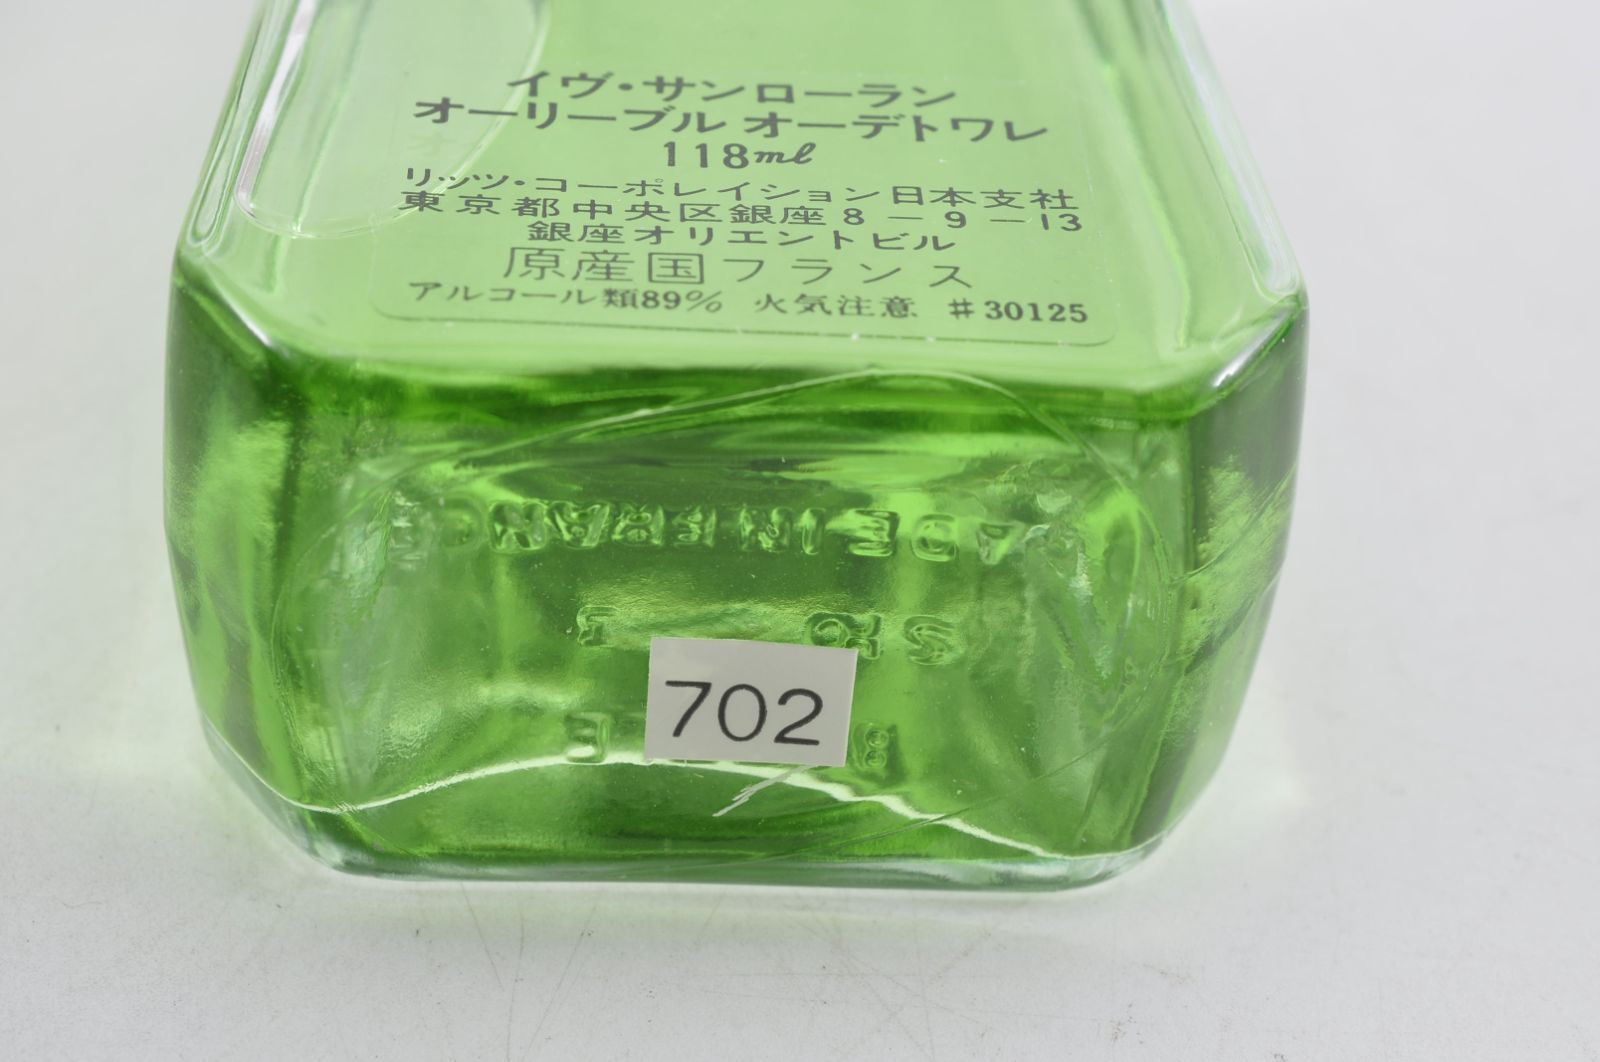 イヴ・サンローラン
オーリーブル オーデトワレ
118ml
リッツ・コーポレイション日本支社
東京都中央区銀座8－9－13
銀座オリエントビル
原産国フランス
アルコール類89% 火気注意 #30125
MADE IN FRANCE
702